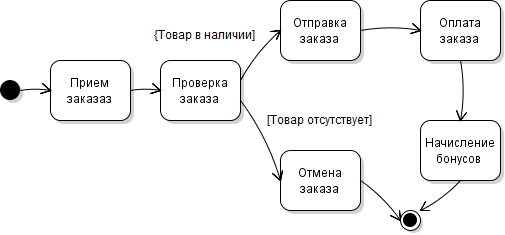 {Товар в наличии]
Отправка
заказа
Оплата
заказа
Прием
заказаз
Проверка
заказа
[Товар отсутствует]
Начисление
бонусов
Отмена
заказа